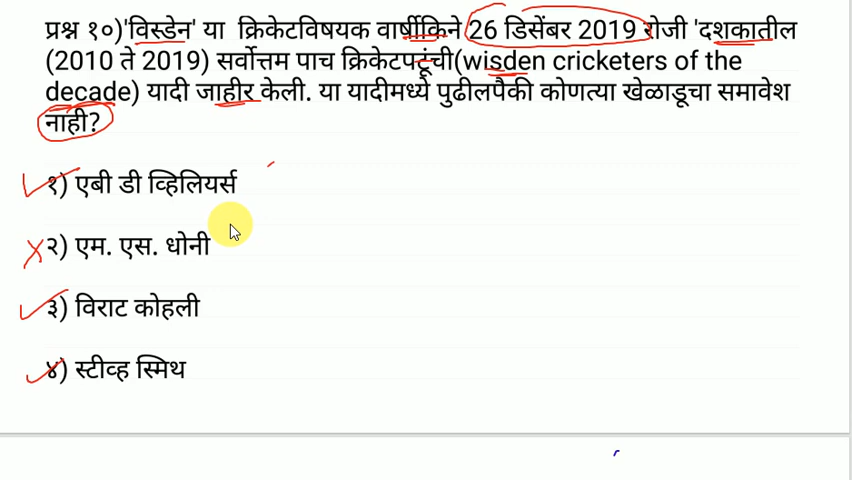 प्रश्न १०)'विस्डेन' या क्रिकेटविषयक वार्षीकिने 26 डिसेंबर 2019 रोजी 'दशकातील
(2010 ते 2019) सर्वोत्तम पाच क्रिकेटपटूंची(wisden cricketers of the
decade) यादी जाहीर केली. या यादीमध्ये पुढीलपैकी कोणत्या खेळाडूचा समावेश
नाही?
१) एबी डी व्हिलियर्स
२) एम. एस. धोनी
३) विराट कोहली
४) स्टीव्ह स्मिथ